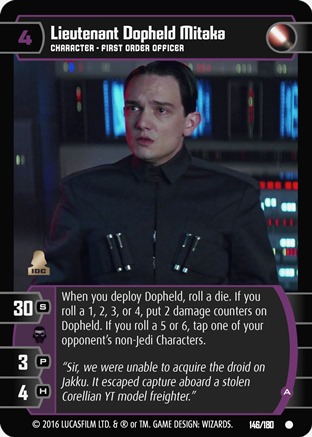 4 Lieutenant Dopheld Mitaka
CHARACTER • FIRST ORDER OFFICER
IDC
30 S
3 P
4 H
When you deploy Dopheld, roll a die. If you
roll a 1, 2, 3, or 4, put 2 damage counters on
Dopheld. If you roll a 5 or 6, tap one of your
opponent's non-Jedi Characters.
"Sir, we were unable to acquire the droid on
Jakku. It escaped capture aboard a stolen
Corellian YT model freighter."
A
© 2016 LUCASFILM LTD. & ® or TM. GAME DESIGN: WIZARDS. 146/180